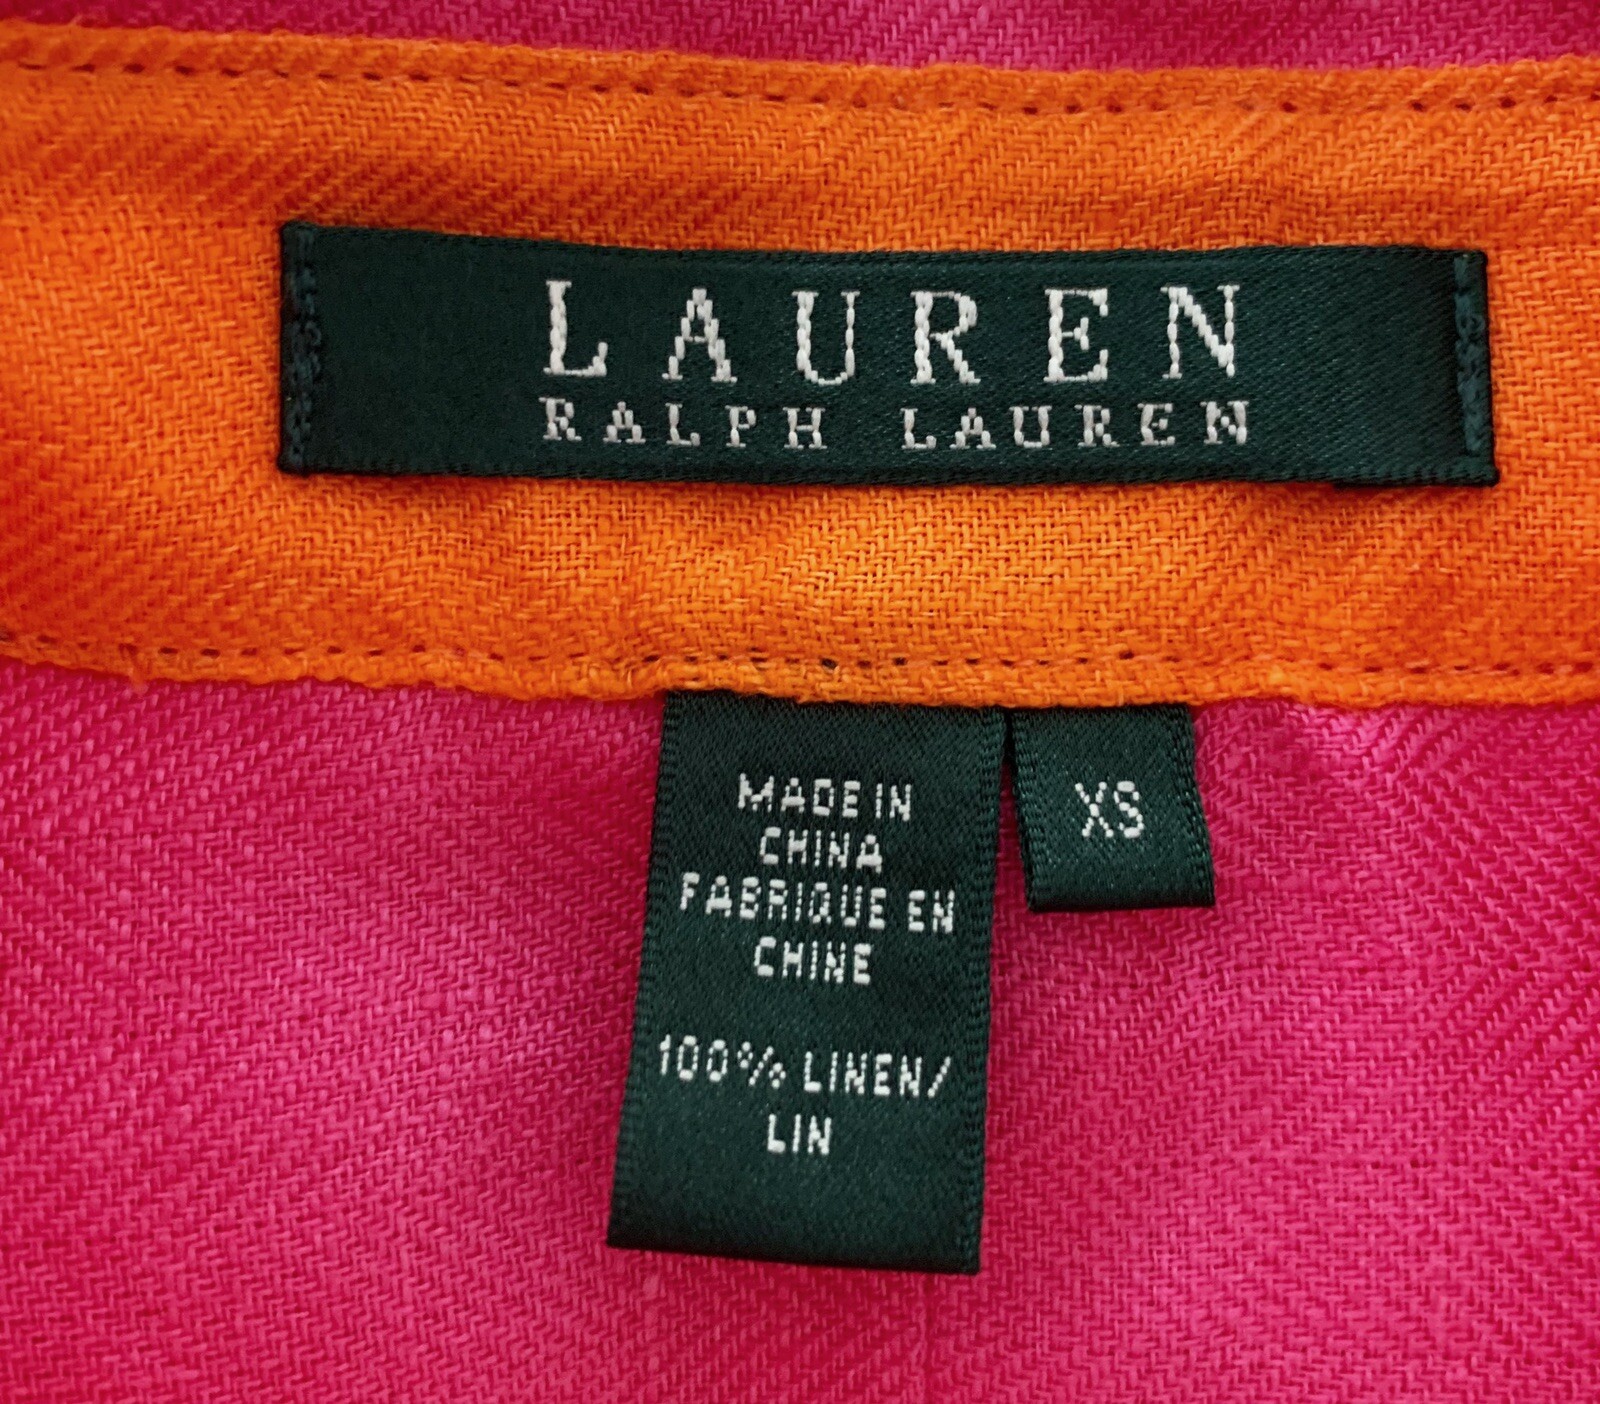 LAUREN
RALPH LAUREN
MADE IN
CHINA
FABRIQUE EN
CHINE
100% LINEN/
LIN
XS